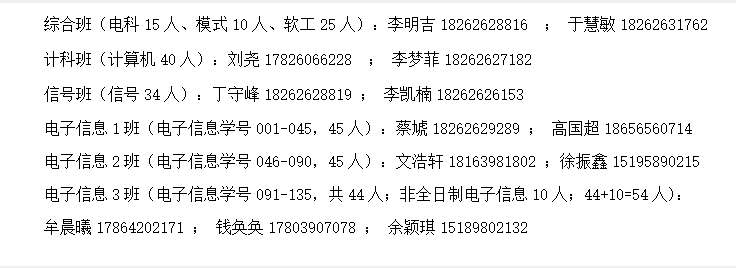 综合班（电科 15 人、模式 10 人、软工 25 人）：李明吉 18262628816 ； 于慧敏 18262631762
计科班（计算机 40 人）：刘尧 17826066228 ； 李梦菲 18262627182
信号班（信号 34 人）：丁守峰 18262628819 ； 李凯楠 18262626153
电子信息 1 班（电子信息学号 001-045，45 人）：蔡虓 18262629289 ； 高国超 18656560714
电子信息 2 班（电子信息学号 046-090，45 人）：文浩轩 18163981802 ；徐振鑫 15195890215
电子信息 3 班（电子信息学号 091-135，共 44 人；非全日制电子信息 10 人；44+10=54 人）：
牟晨曦 17864202171 ； 钱奂奂 17803907078 ； 余颖琪 15189802132